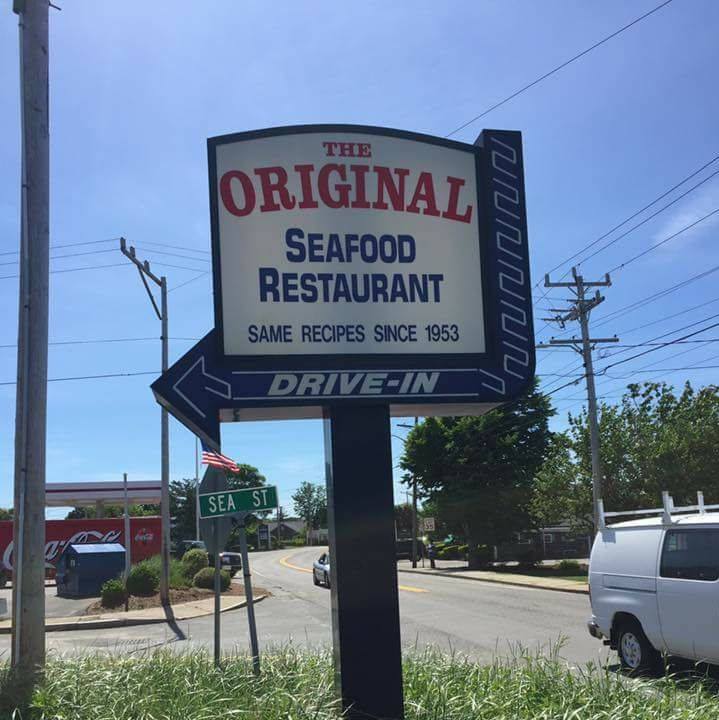 THE
ORIGINAL
SEAFOOD
RESTAURANT
SAME RECIPES SINCE 1953
DRIVE-IN
SEA ST
Coca-Cola